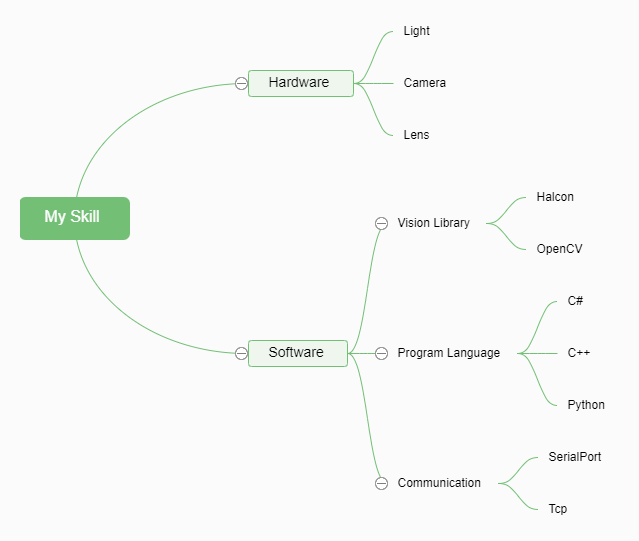 My Skill
Hardware
Light
Camera
Lens
Software
Vision Library
Halcon
OpenCV
Program Language
C#
C++
Python
Communication
SerialPort
Tcp